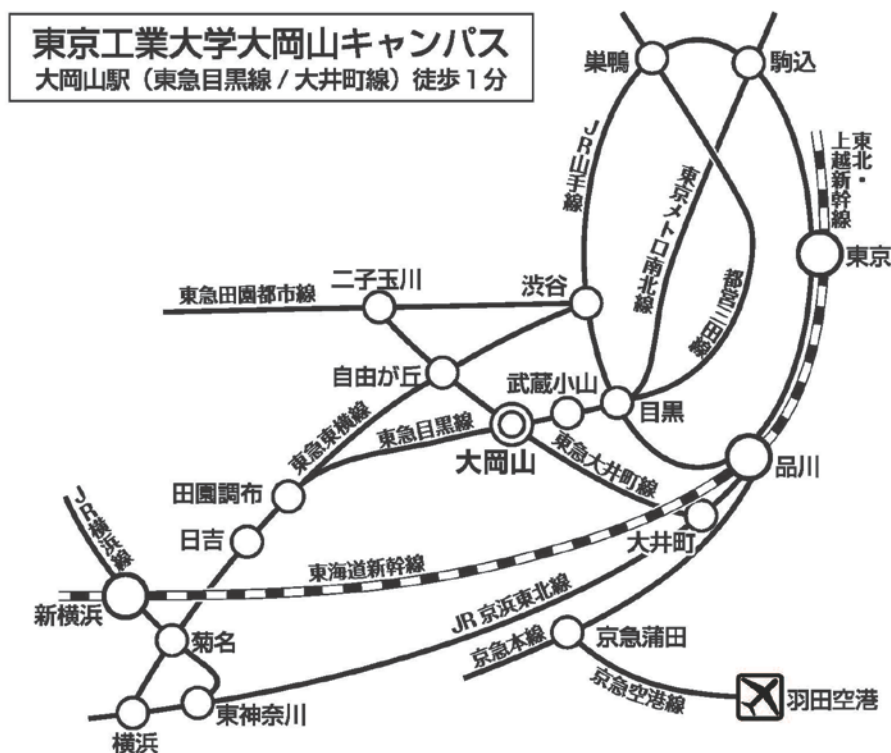 東京工業大学大岡山キャンパス
大岡山駅（東急目黒線 / 大井町線）徒歩１分
巣鴨
駒込
JR山手線
東京メトロ南北線
東北・
上越新幹線
東京
都営三田線
二子玉川
渋谷
東急田園都市線
自由が丘
武蔵小山
目黒
東急東横線
東急目黒線
大岡山
東急大井町線
品川
田園調布
日吉
大井町
JR横浜線
東海道新幹線
新横浜
JR京浜東北線
菊名
京急本線
京急蒲田
京急空港線
羽田空港
東神奈川
横浜